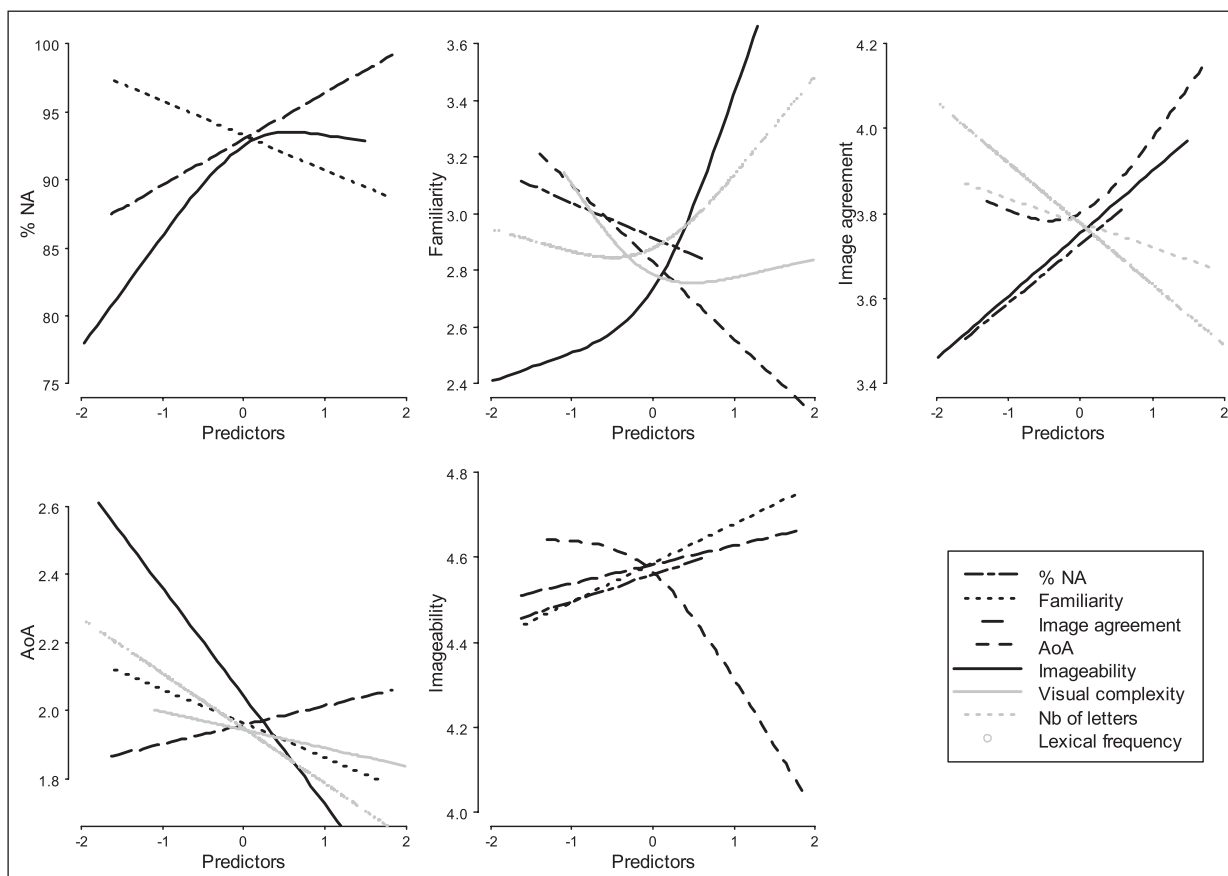 100
95
90
85
80
75
% NA
-2 -1 0 1 2
Predictors
3.6
3.4
3.2
3.0
2.8
2.6
2.4
Familiarity
-2 -1 0 1 2
Predictors
4.2
4.0
3.8
3.6
3.4
Image agreement
-2 -1 0 1 2
Predictors
2.6
2.4
2.2
2.0
1.8
AoA
-2 -1 0 1 2
Predictors
4.8
4.6
4.4
4.2
4.0
Imageability
-2 -1 0 1 2
Predictors
% NA
Familiarity
Image agreement
AoA
Imageability
Visual complexity
Nb of letters
Lexical frequency